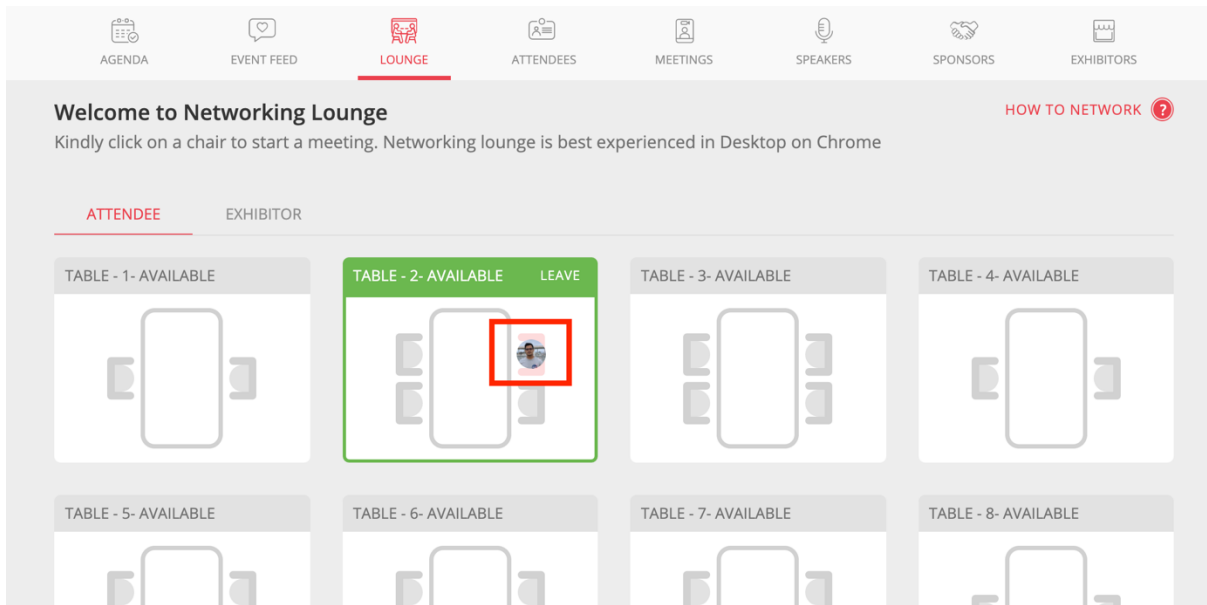 AGENDA EVENT FEED LOUNGE ATTENDEES MEETINGS SPEAKERS SPONSORS EXHIBITORS
Welcome to Networking Lounge
HOW TO NETWORK ?
Kindly click on a chair to start a meeting. Networking lounge is best experienced in Desktop on Chrome
ATTENDEE EXHIBITOR
TABLE - 1- AVAILABLE
TABLE - 2- AVAILABLE LEAVE
TABLE - 3- AVAILABLE
TABLE - 4- AVAILABLE
TABLE - 5- AVAILABLE
TABLE - 6- AVAILABLE
TABLE - 7- AVAILABLE
TABLE - 8- AVAILABLE